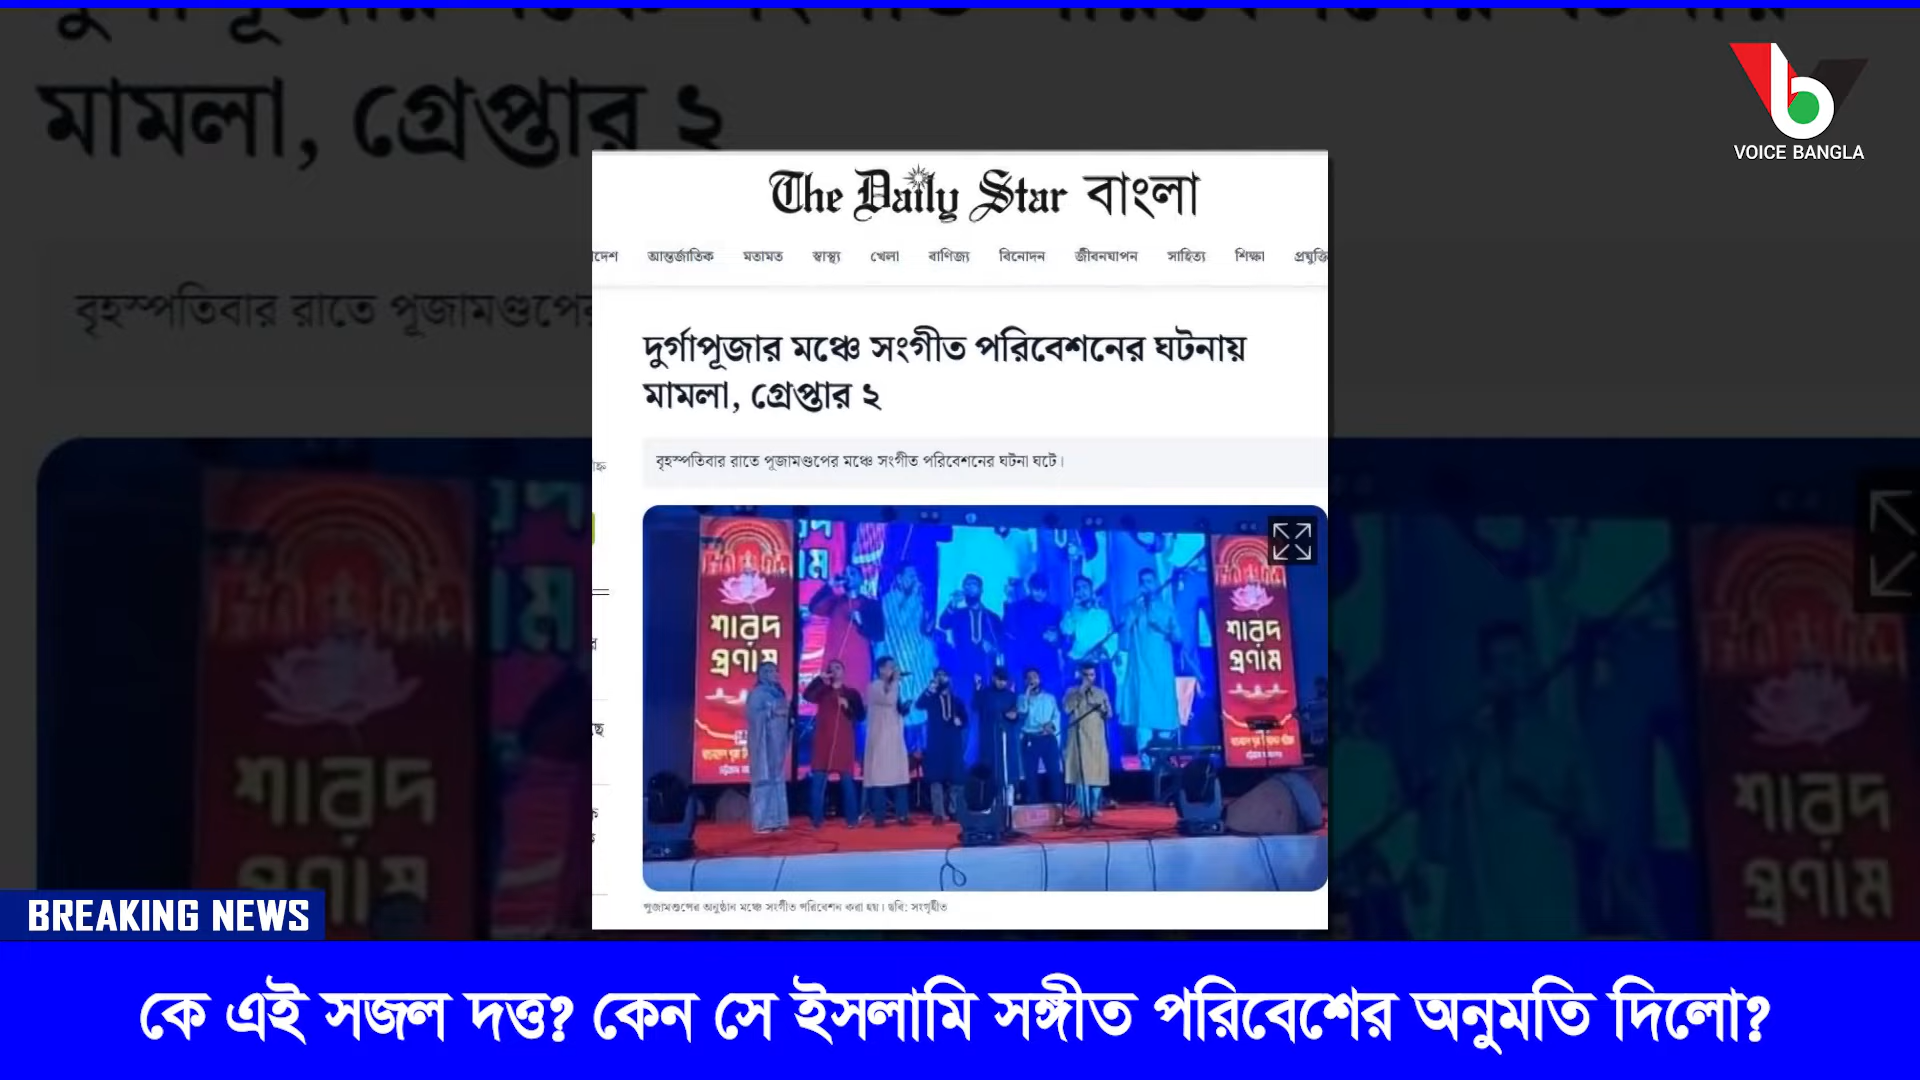 মামলা, গ্রেপ্তার ২
VOICE BANGLA
The Daily Star বাংলা
আন্তর্জাতিক মতামত স্বাস্থ্য খেলা বাণিজ্য বিনোদন জীবনযাপন সাহিত্য শিক্ষা প্রযুক্তি
বৃহস্পতিবার রাতে পূজামণ্ডপের
দুর্গাপূজার মঞ্চে সংগীত পরিবেশনের ঘটনায়
মামলা, গ্রেপ্তার ২
বৃহস্পতিবার রাতে পূজামণ্ডপের মঞ্চে সংগীত পরিবেশনের ঘটনা ঘটে।
শারদ
প্রণাম
শারদ
প্রণাম
শারদ
প্রণাম
শারদ
প্রণাম
পূজামণ্ডপের অনুষ্ঠান মঞ্চে সংগীত পরিবেশন করা হয়। ছবি: সংগৃহীত
BREAKING NEWS
কে এই সজল দত্ত? কেন সে ইসলামি সঙ্গীত পরিবেশের অনুমতি দিলো?